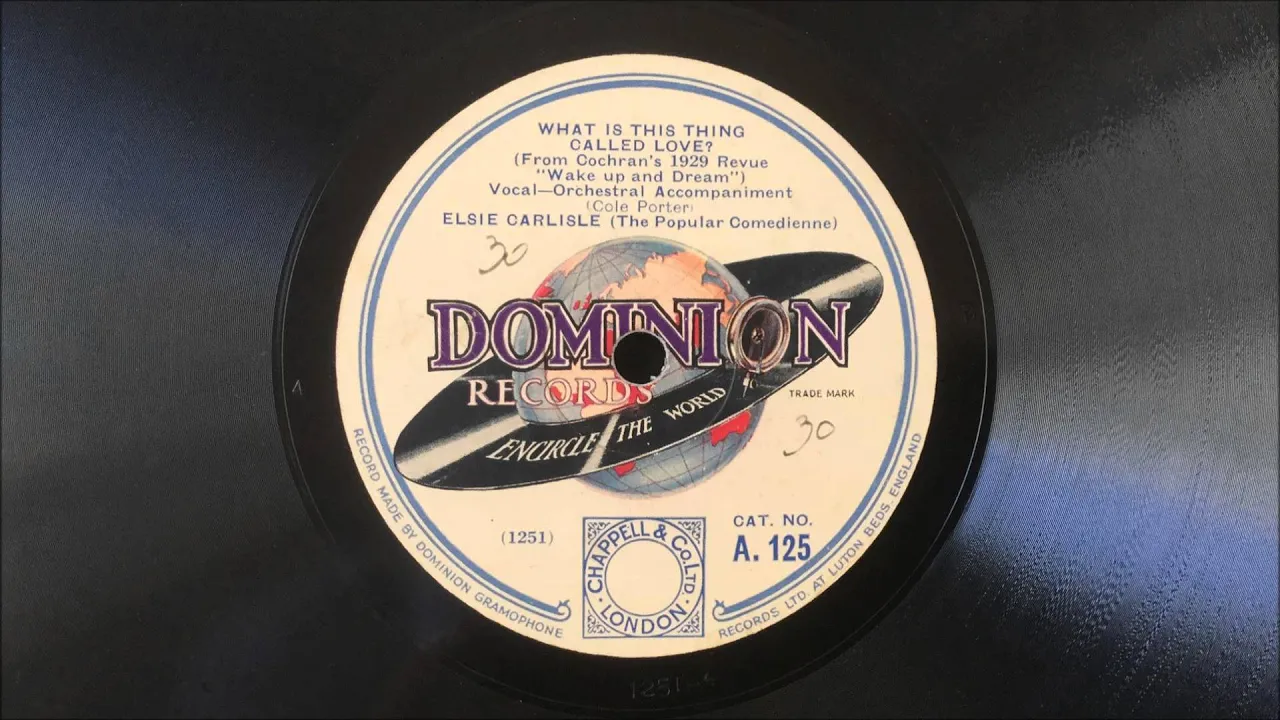 WHAT IS THIS THING
CALLED LOVE?
(From Cochran's 1929 Revue
"Wake up and Dream")
Vocal—Orchestral Accompaniment
(Cole Porter)
ELSIE CARLISLE (The Popular Comedienne)
30
DOMINION
RECORDS
TRADE MARK
ENCIRCLE THE WORLD
30
(1251)
CHAPPELL & CO. LTD.
· LONDON ·
CAT. NO.
A. 125
RECORD MADE BY DOMINION GRAMOPHONE
RECORDS LTD. AT LUTON BEDS. ENGLAND